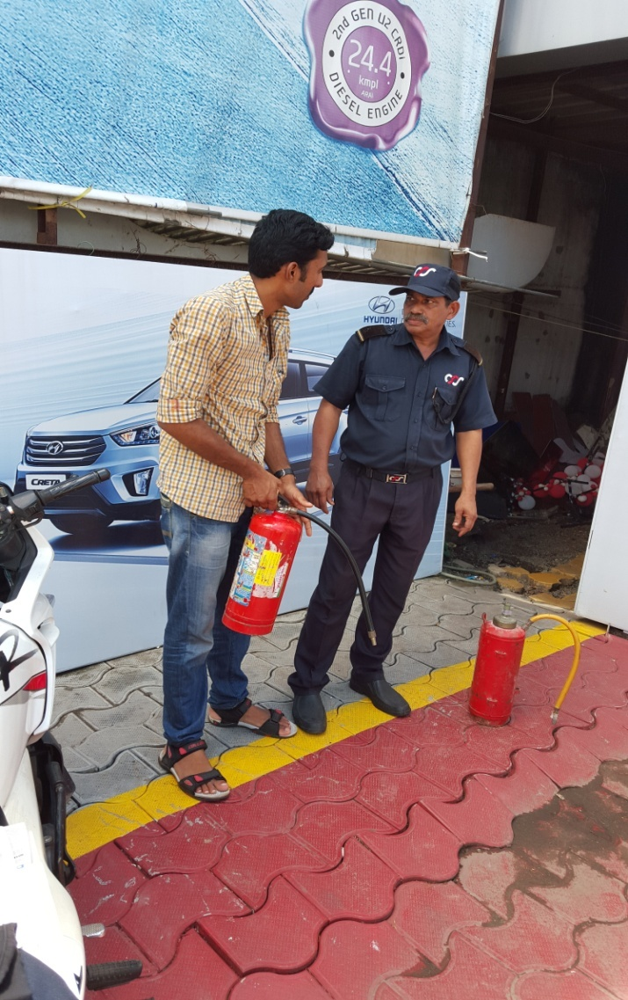 2nd GEN U2 CRDi
24.4
kmpl
ARAI
DIESEL ENGINE
HYUNDAI
CRETA